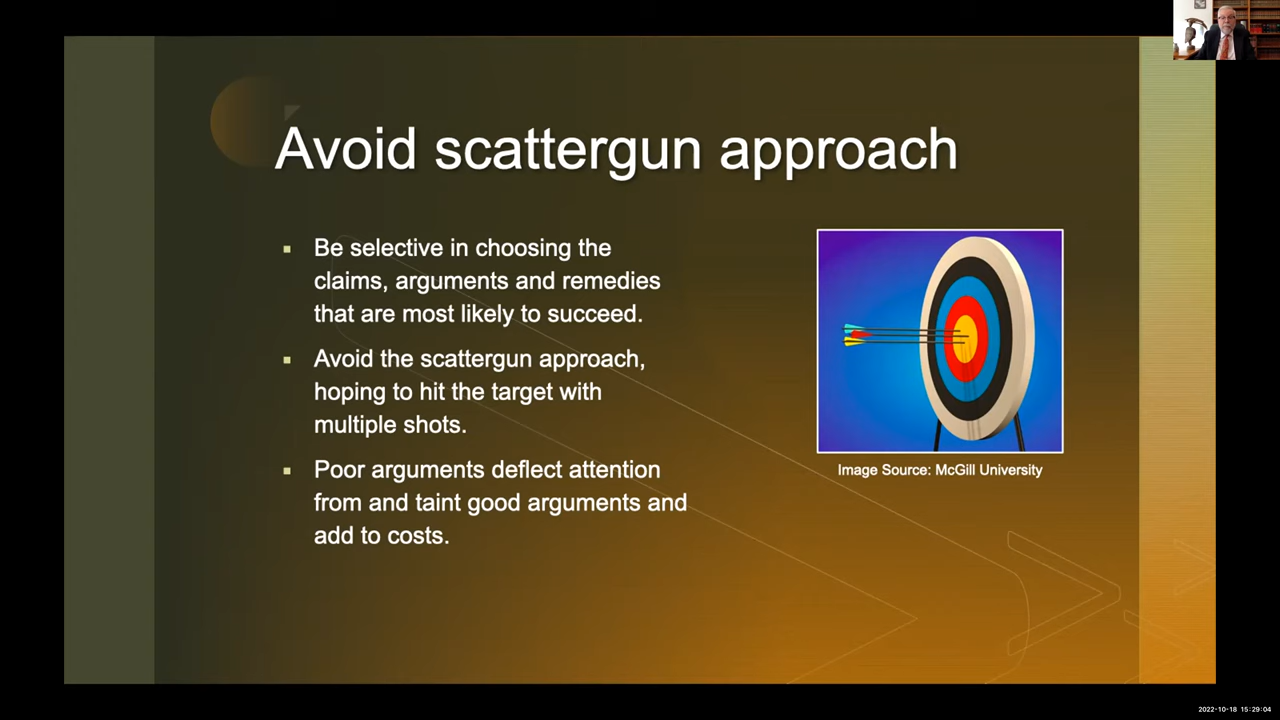 Avoid scattergun approach
Be selective in choosing the
claims, arguments and remedies
that are most likely to succeed.
Avoid the scattergun approach,
hoping to hit the target with
multiple shots.
Poor arguments deflect attention
from and taint good arguments and
add to costs.
Image Source: McGill University
2022-10-18 15:29:04